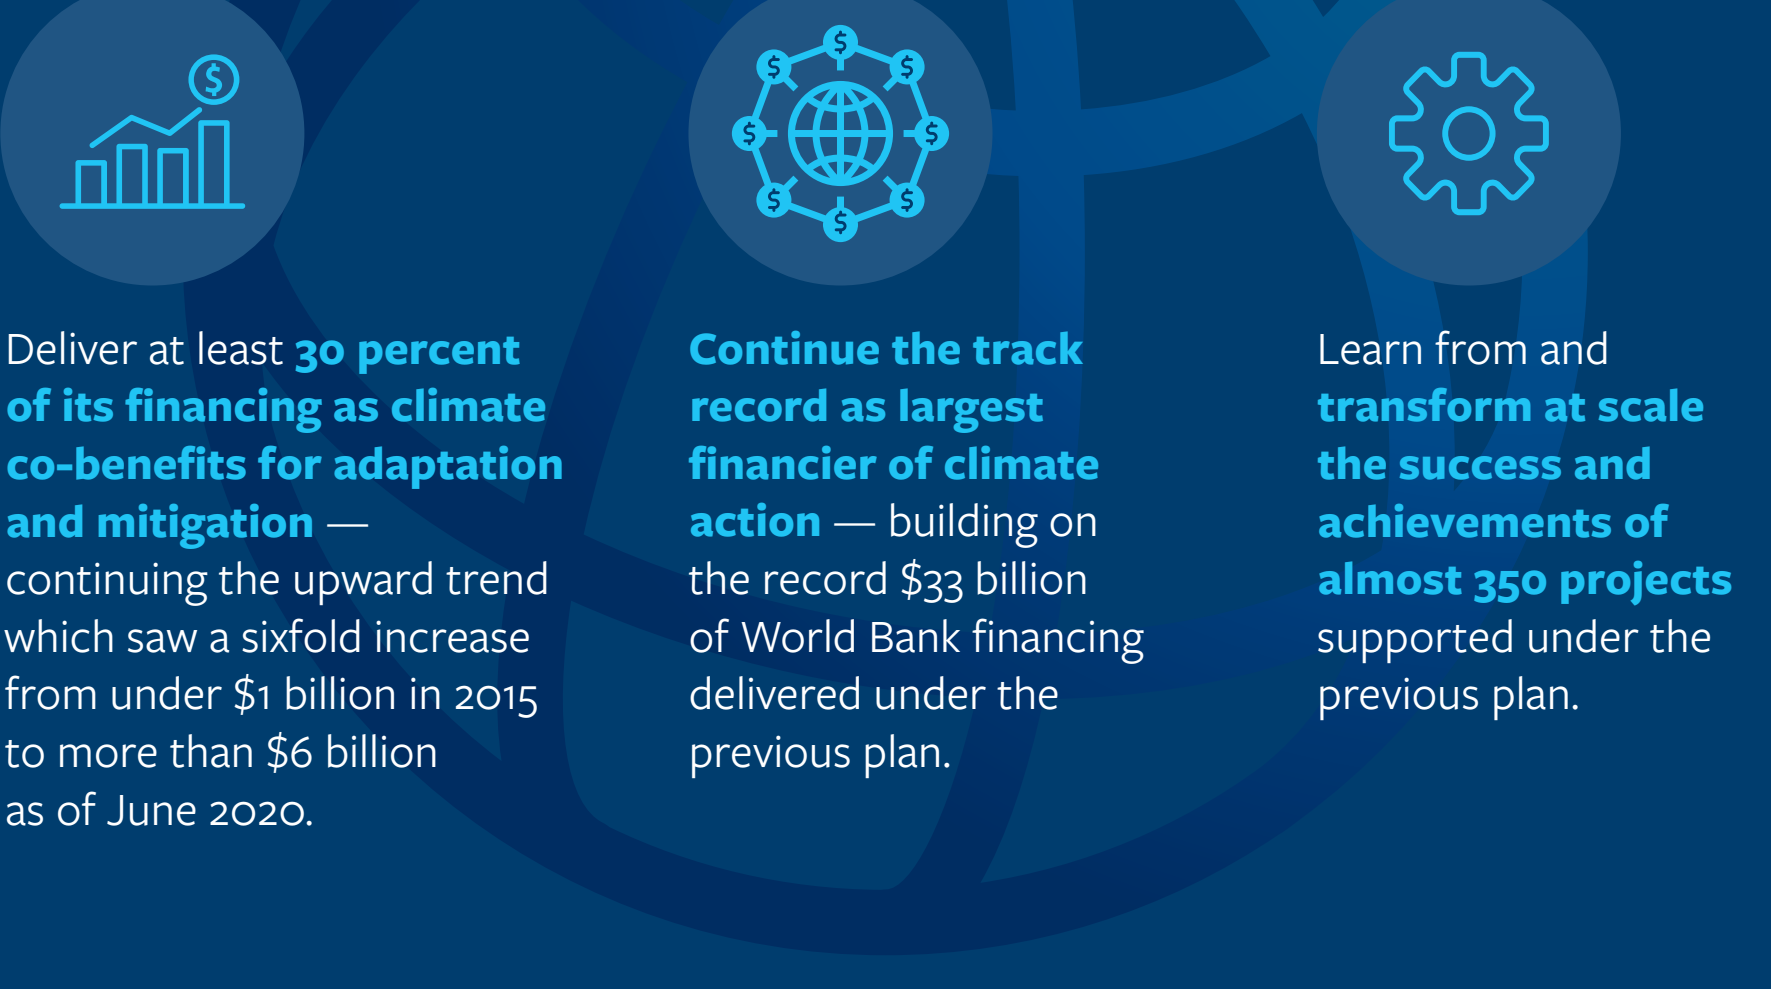 Deliver at least 30 percent
of its financing as climate
co-benefits for adaptation
and mitigation —
continuing the upward trend
which saw a sixfold increase
from under $1 billion in 2015
to more than $6 billion
as of June 2020.
Continue the track
record as largest
financier of climate
action — building on
the record $33 billion
of World Bank financing
delivered under the
previous plan.
Learn from and
transform at scale
the success and
achievements of
almost 350 projects
supported under the
previous plan.